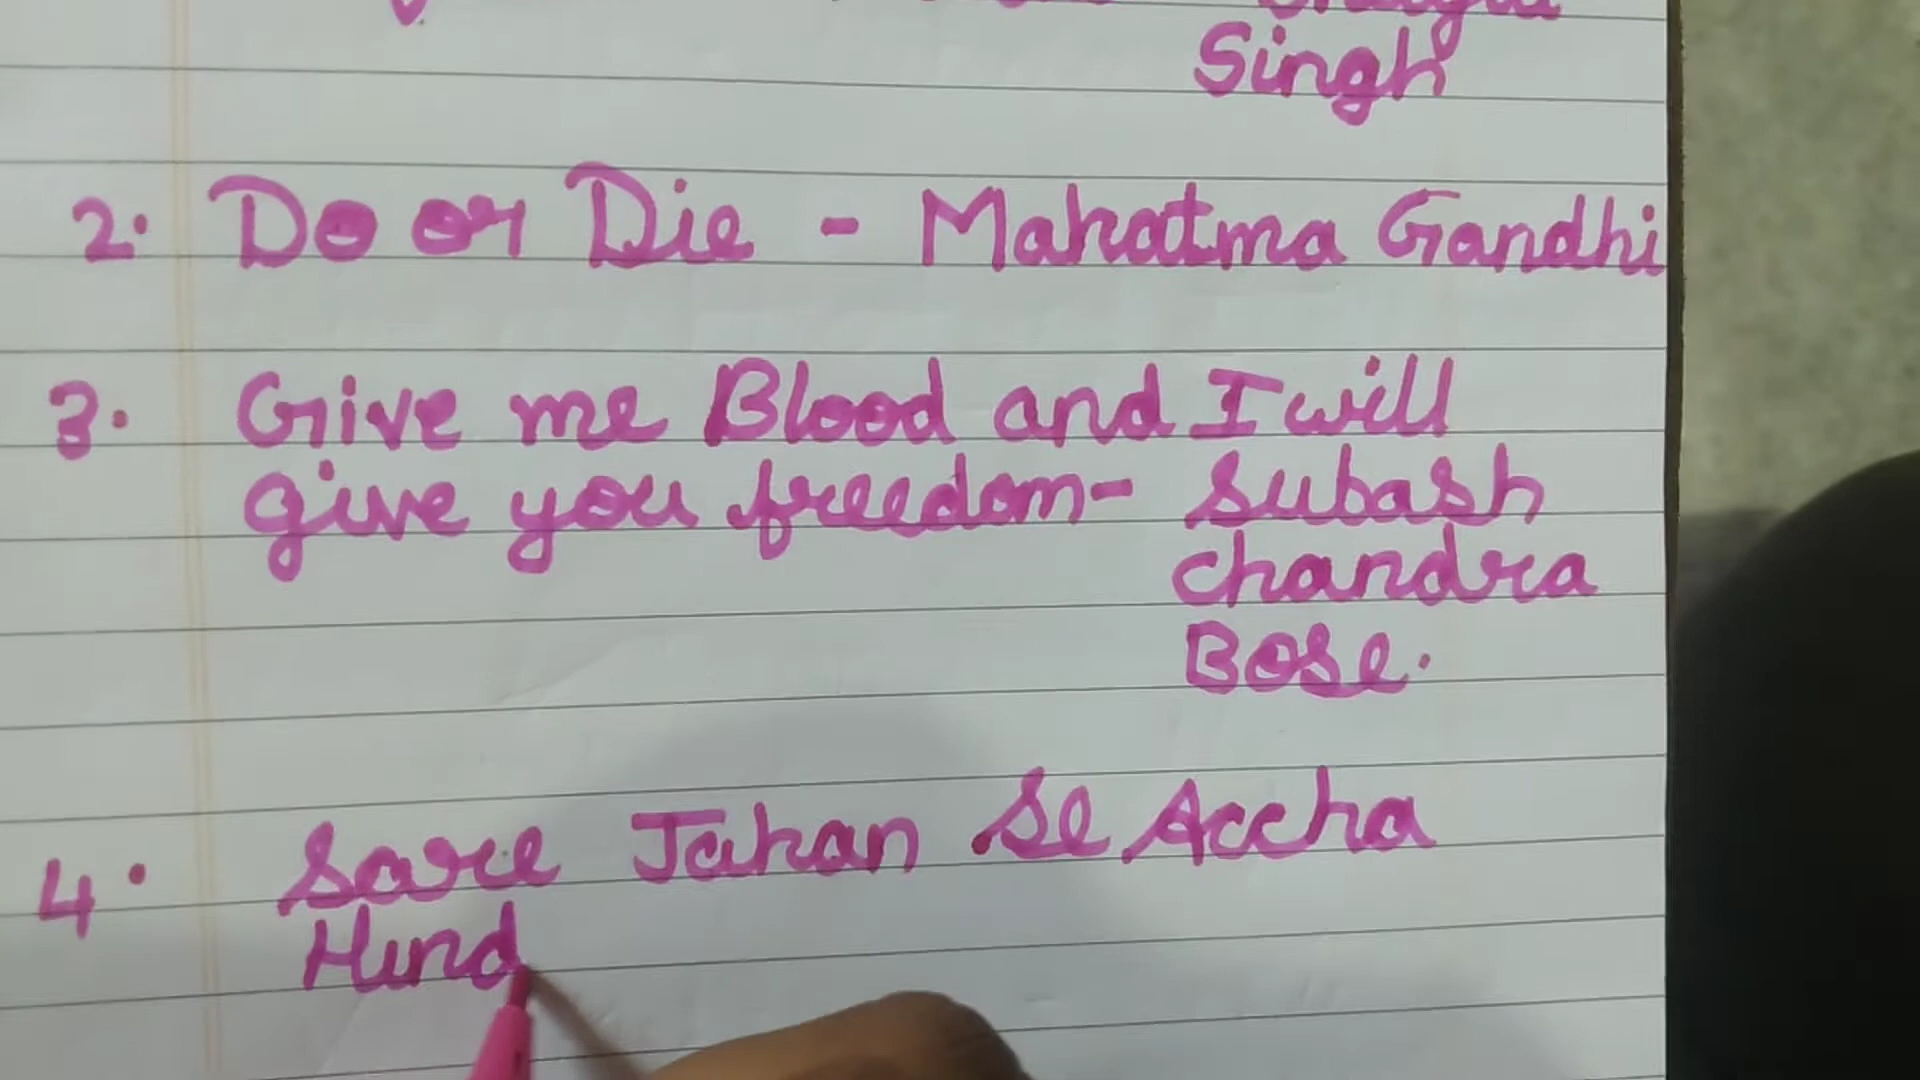 Singh
2. Do or Die - Mahatma Gandhi
3. Give me Blood and I will
give you freedom- Subash
chandra
Bose.
4. Sare Jahan Se Accha
Hind